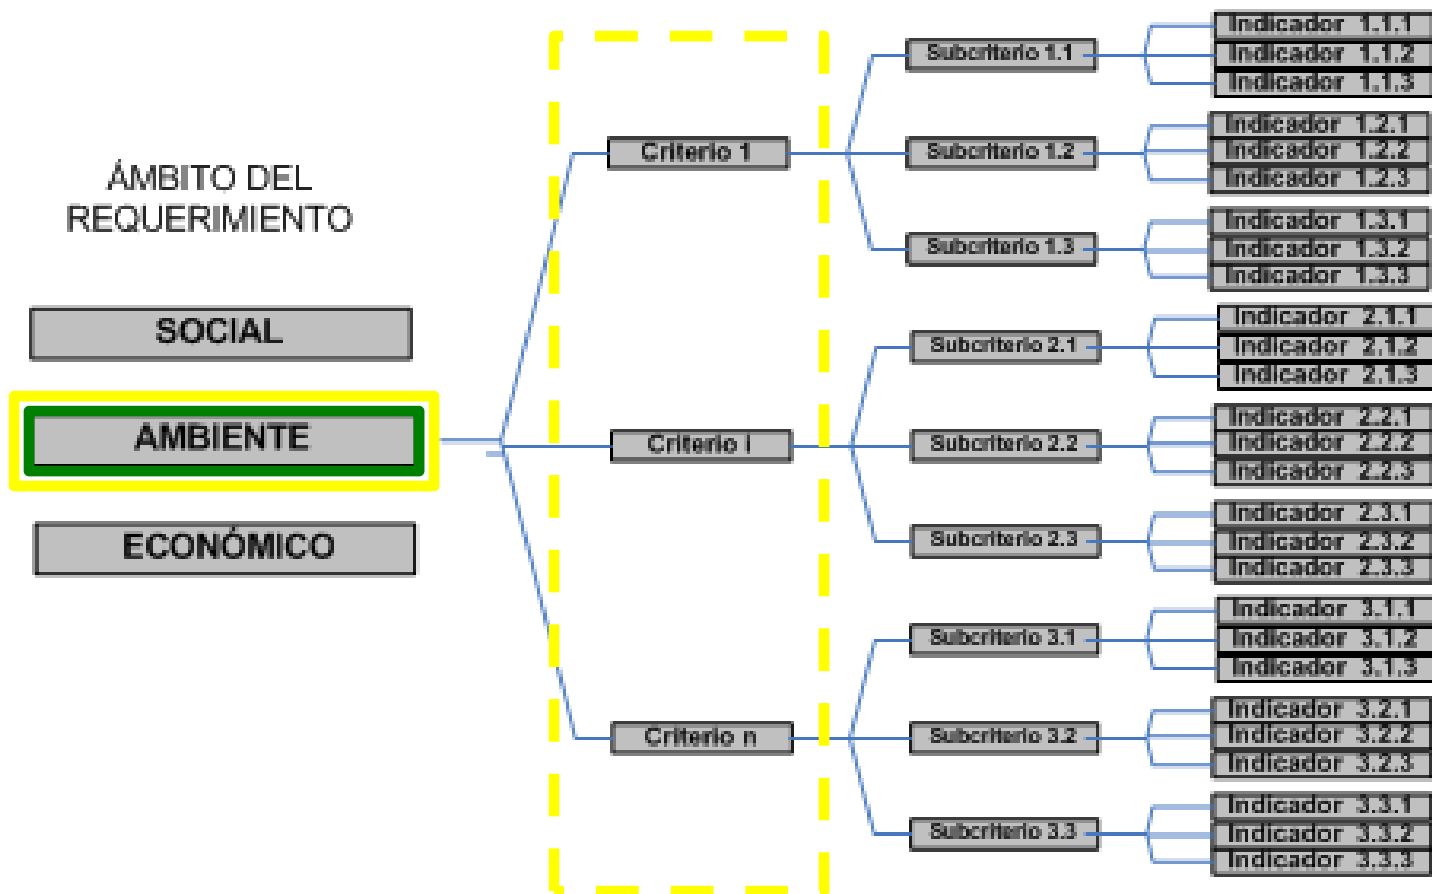 ÁMBITO DEL
REQUERIMIENTO
SOCIAL
AMBIENTE
ECONÓMICO
Criterio 1
Criterio i
Criterio n
Subcriterio 1.1
Subcriterio 1.2
Subcriterio 1.3
Subcriterio 2.1
Subcriterio 2.2
Subcriterio 2.3
Subcriterio 3.1
Subcriterio 3.2
Subcriterio 3.3
Indicador 1.1.1
Indicador 1.1.2
Indicador 1.1.3
Indicador 1.2.1
Indicador 1.2.2
Indicador 1.2.3
Indicador 1.3.1
Indicador 1.3.2
Indicador 1.3.3
Indicador 2.1.1
Indicador 2.1.2
Indicador 2.1.3
Indicador 2.2.1
Indicador 2.2.2
Indicador 2.2.3
Indicador 2.3.1
Indicador 2.3.2
Indicador 2.3.3
Indicador 3.1.1
Indicador 3.1.2
Indicador 3.1.3
Indicador 3.2.1
Indicador 3.2.2
Indicador 3.2.3
Indicador 3.3.1
Indicador 3.3.2
Indicador 3.3.3